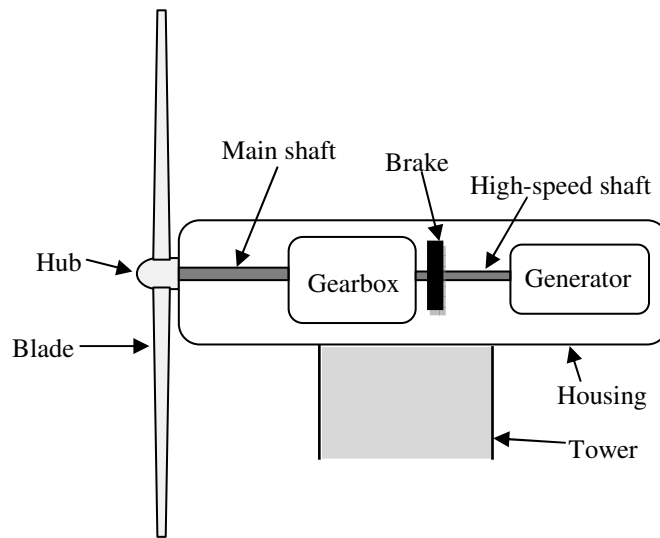 Main shaft
Brake
High-speed shaft
Hub
Gearbox
Generator
Blade
Housing
Tower